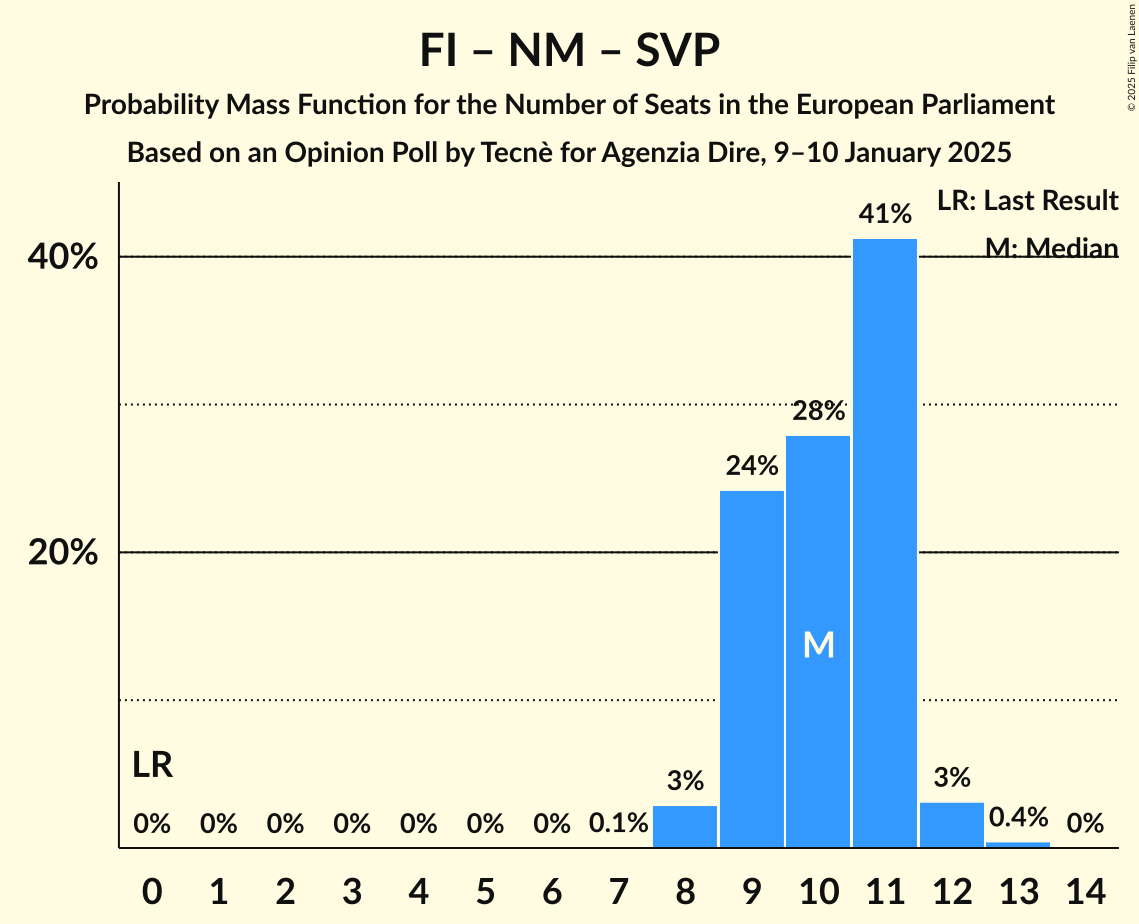 FI – NM – SVP
Probability Mass Function for the Number of Seats in the European Parliament
Based on an Opinion Poll by Tecnè for Agenzia Dire, 9–10 January 2025
© 2025 Filip van Laenen
LR: Last Result
M: Median
41%
40%
28%
24%
20%
M
LR
0% 0% 0% 0% 0% 0% 0% 0.1% 3% 3% 0.4% 0%
0 1 2 3 4 5 6 7 8 9 10 11 12 13 14